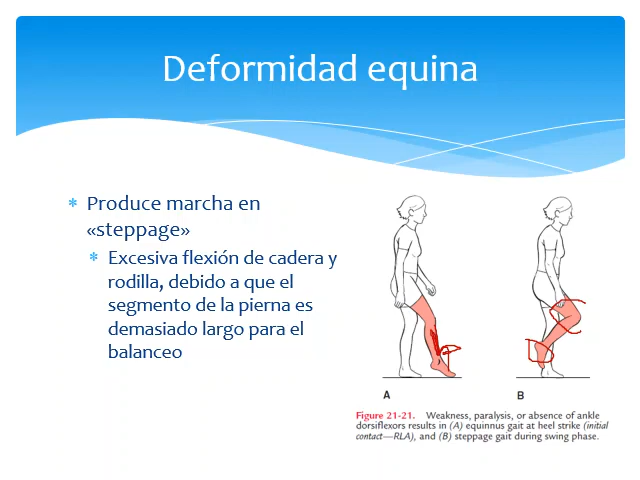 Deformidad equina
Produce marcha en
«steppage»
Excesiva flexión de cadera y
rodilla, debido a que el
segmento de la pierna es
demasiado largo para el
balanceo
A
B
Figure 21-21. Weakness, paralysis, or absence of ankle
dorsiflexors results in (A) equinnus gait at heel strike (initial
contact—RLA), and (B) steppage gait during swing phase.